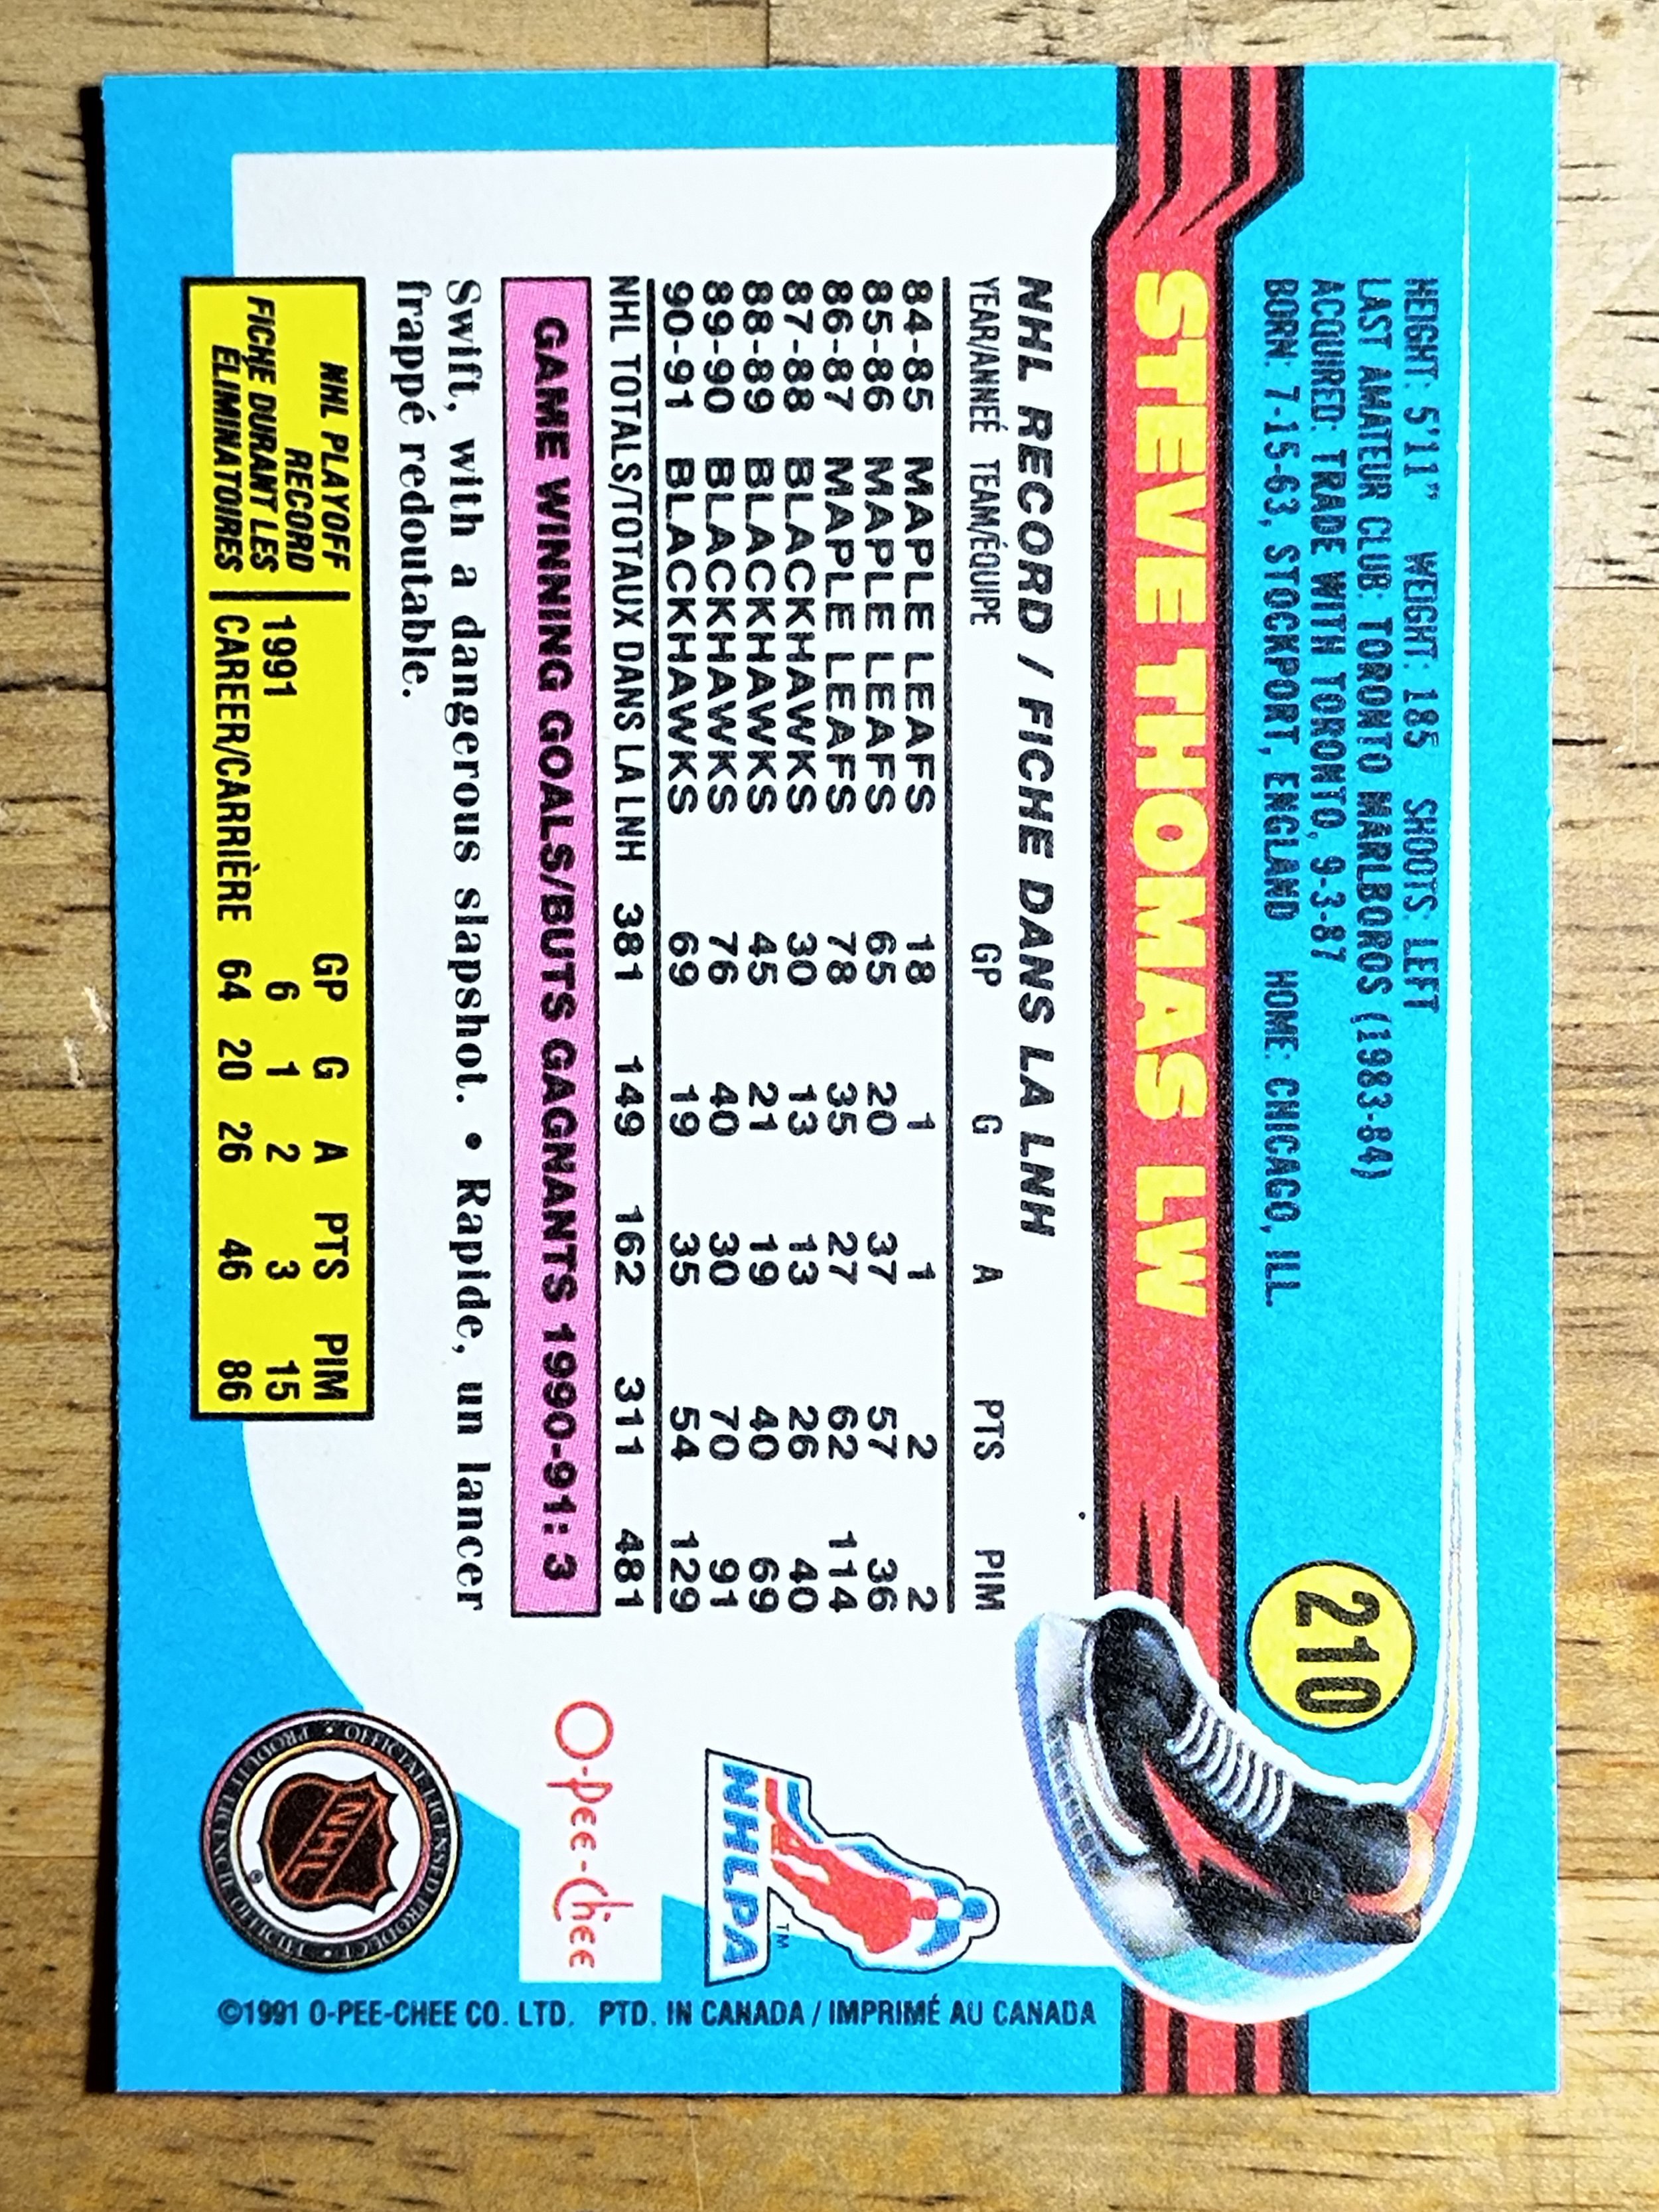 HEIGHT: 5'11" WEIGHT: 185 SHOOTS: LEFT
LAST AMATEUR CLUB: TORONTO MARLBOROS (1983-84)
ACQUIRED: TRADE WITH TORONTO, 9-3-87
BORN: 7-15-63, STOCKPORT, ENGLAND HOME: CHICAGO, ILL.
210
STEVE THOMAS LW
NHL RECORD / FICHE DANS LA LNH
YEAR/ANNEÉ TEAM/ÉQUIPE GP G A PTS PIM
84-85 MAPLE LEAFS 18 1 1 2 2
85-86 MAPLE LEAFS 65 20 37 57 36
86-87 MAPLE LEAFS 78 35 27 62 114
87-88 BLACKHAWKS 30 13 13 26 40
88-89 BLACKHAWKS 45 21 19 40 69
89-90 BLACKHAWKS 76 40 30 70 91
90-91 BLACKHAWKS 69 19 35 54 129
NHL TOTALS/TOTAUX DANS LA LNH 381 149 162 311 481
GAME WINNING GOALS/BUTS GAGNANTS 1990-91: 3
Swift, with a dangerous slapshot. • Rapide, un lancer
frappé redoutable.
NHL PLAYOFF
RECORD
FICHE DURANT LES
ÉLIMINATOIRES
GP G A PTS PIM
1991 6 1 2 3 15
CAREER/CARRIÈRE 64 20 26 46 86
NHLPA
TM
O-Pee-Chee
• OFFICIAL LICENSED PRODUCT •
PRODUIT LICENCIÉ
NHL
®
©1991 O-PEE-CHEE CO. LTD. PTD. IN CANADA / IMPRIMÉ AU CANADA